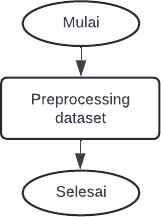 Mulai
Preprocessing
dataset
Selesai